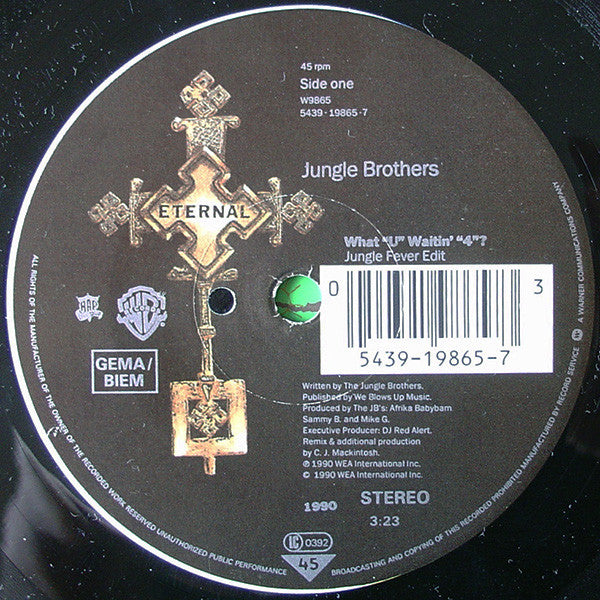 45 rpm
Side one
W9865
5439-19865-7
Jungle Brothers
ETERNAL
What "U" Waitin' "4"?
Jungle Fever Edit
0 3
5439-19865-7
GEMA/
BIEM
Written by The Jungle Brothers.
Published by We Blows Up Music.
Produced by The JB's: Afrika Babybam
Sammy B. and Mike G.
Executive Producer: DJ Red Alert.
Remix & additional production
by C. J. Mackintosh.
℗ 1990 WEA International Inc.
© 1990 WEA International Inc.
1990
STEREO
3:23
LC 0392
45
ALL RIGHTS OF THE MANUFACTURER OF THE OWNER OF THE RECORDED WORK RESERVED UNAUTHORIZED PUBLIC PERFORMANCE
BROADCASTING AND COPYING OF THIS RECORD PROHIBITED MANUFACTURED BY RECORD SERVICE
A WARNER COMMUNICATIONS COMPANY